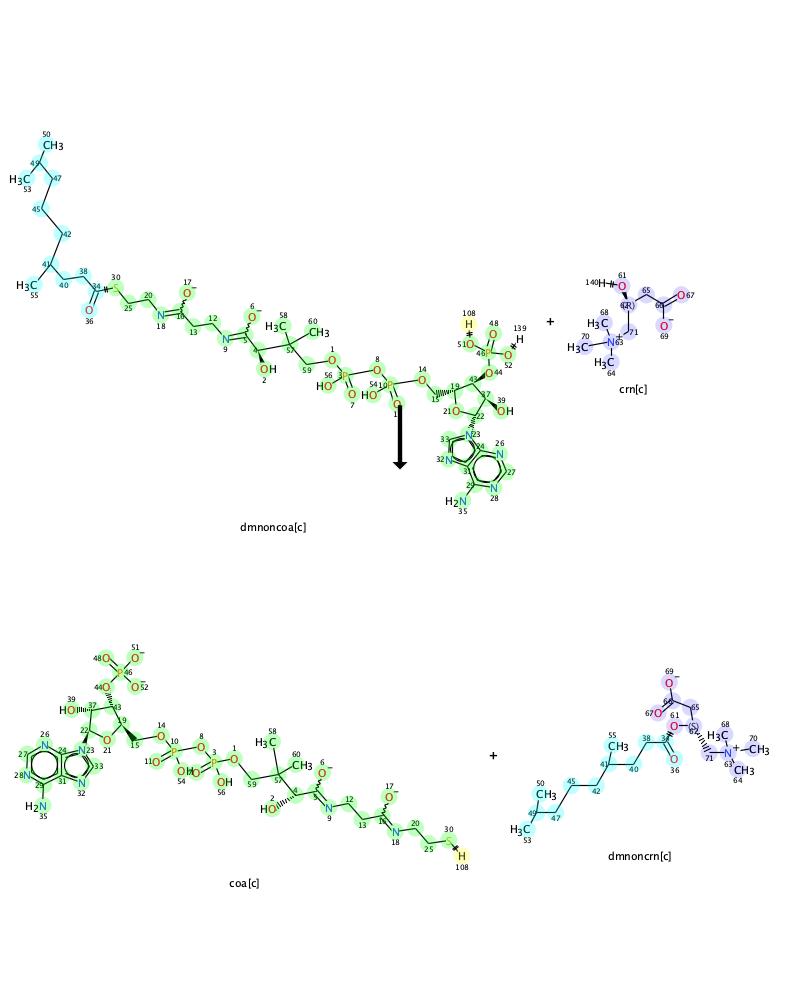 50
CH3
49
H3C
53
47
45
42
41
H3C
55
40
38
34
O
36
S
30
25
20
N
18
16
17
O−
13
12
N
9
5
6
O−
4
OH
2
58
H3C
57
60
CH3
59
1
O
56
HO
P
3
O
7
8
O
54
HO
P
10
O
14
O
15
19
43
44
O
P
46
48
O
108
H
51
O
139
H
52
O
37
39
OH
21
O
22
23
N
24
33
32
N
31
26
N
27
28
N
29
H2N
35
+
140
H
61
O
62
(R)
65
66
O
67
O−
69
68
H3C
70
H3C
N+
63
71
H3C
64
crn[c]
dmnoncoa[c]
48
O
51
O−
P
46
O−
52
44
O
43
39
HO
37
19
22
O
21
15
14
O
26
N
27
28
N
29
24
N
23
33
N
32
31
H2N
35
P
10
O
11
OH
54
8
O
P
3
O
OH
56
1
O
59
58
H3C
57
60
H3C
2
HO
4
5
6
O−
N
9
12
13
16
17
O−
N
18
20
25
30
S
H
108
coa[c]
+
69
O−
66
O
67
65
61
O
(S)
62
71
68
H3C
N+
63
70
CH3
CH3
64
34
O
36
38
40
41
55
CH3
42
45
47
49
50
CH3
H3C
53
dmnoncrn[c]